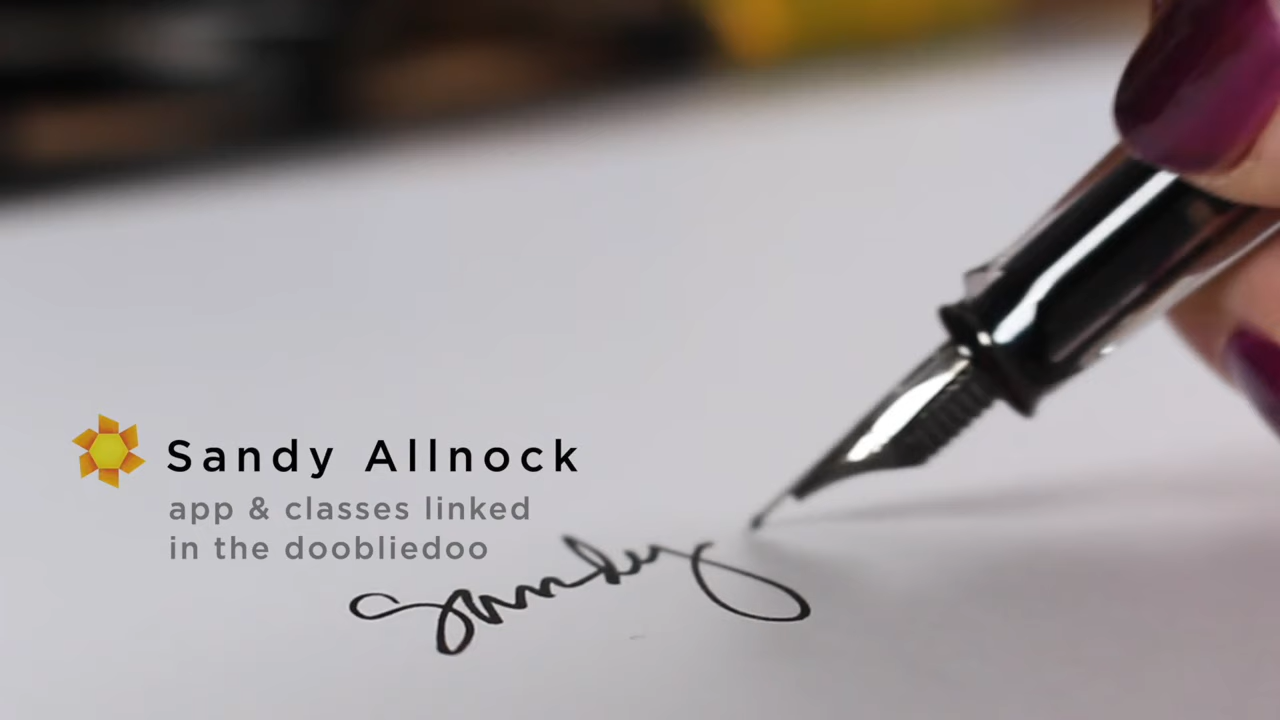 Sandy Allnock
app & classes linked
in the doobliedoo
Sandy